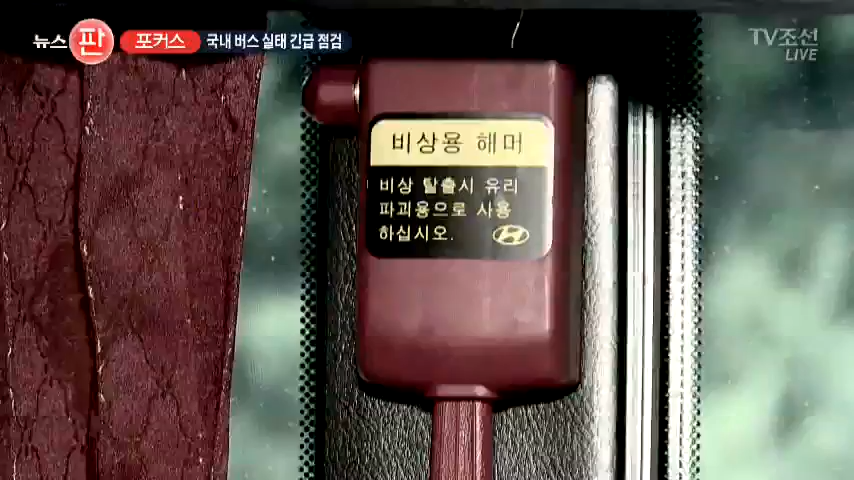 뉴스 판 포커스 국내 버스 실태 긴급 점검
TV조선
LIVE
비상용 해머
비상 탈출시 유리
파괴용으로 사용
하십시오.